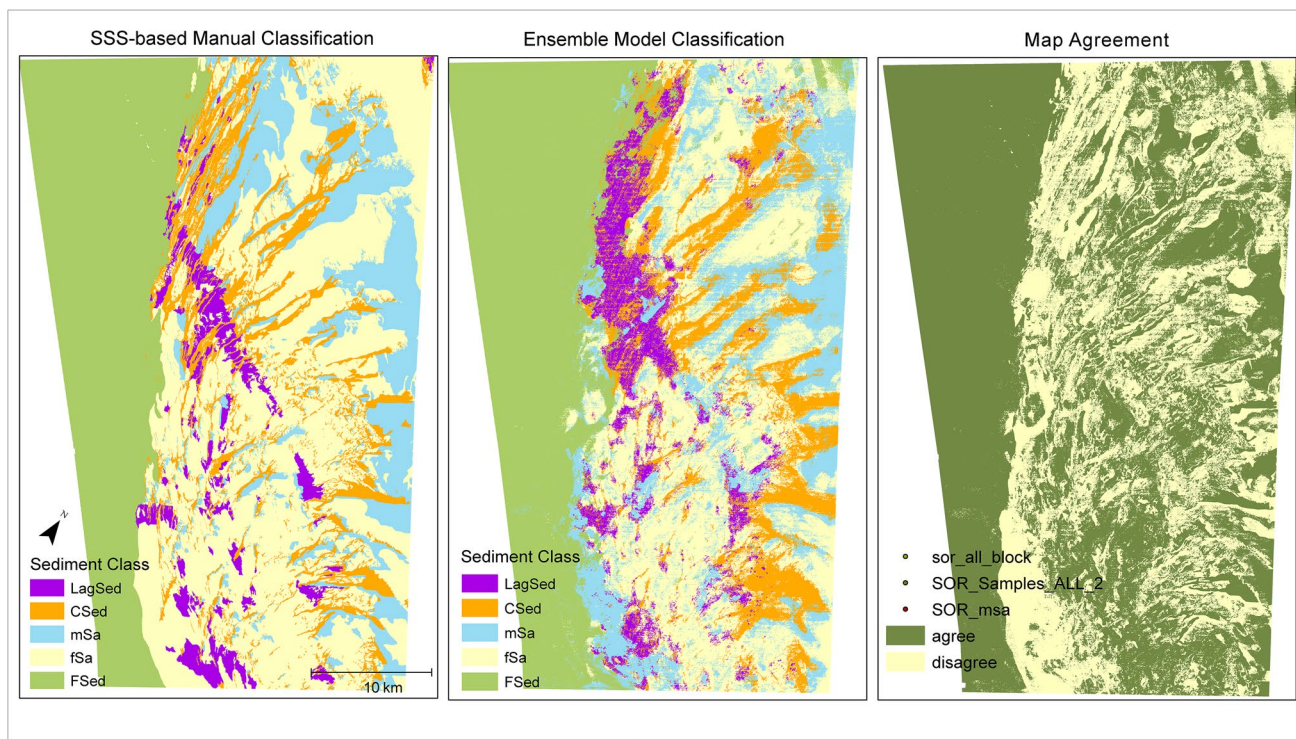 SSS-based Manual Classification
Ensemble Model Classification
Map Agreement
N
Sediment Class
LagSed
CSed
mSa
fSa
FSed
10 km
Sediment Class
LagSed
CSed
mSa
fSa
FSed
sor_all_block
SOR_Samples_ALL_2
SOR_msa
agree
disagree